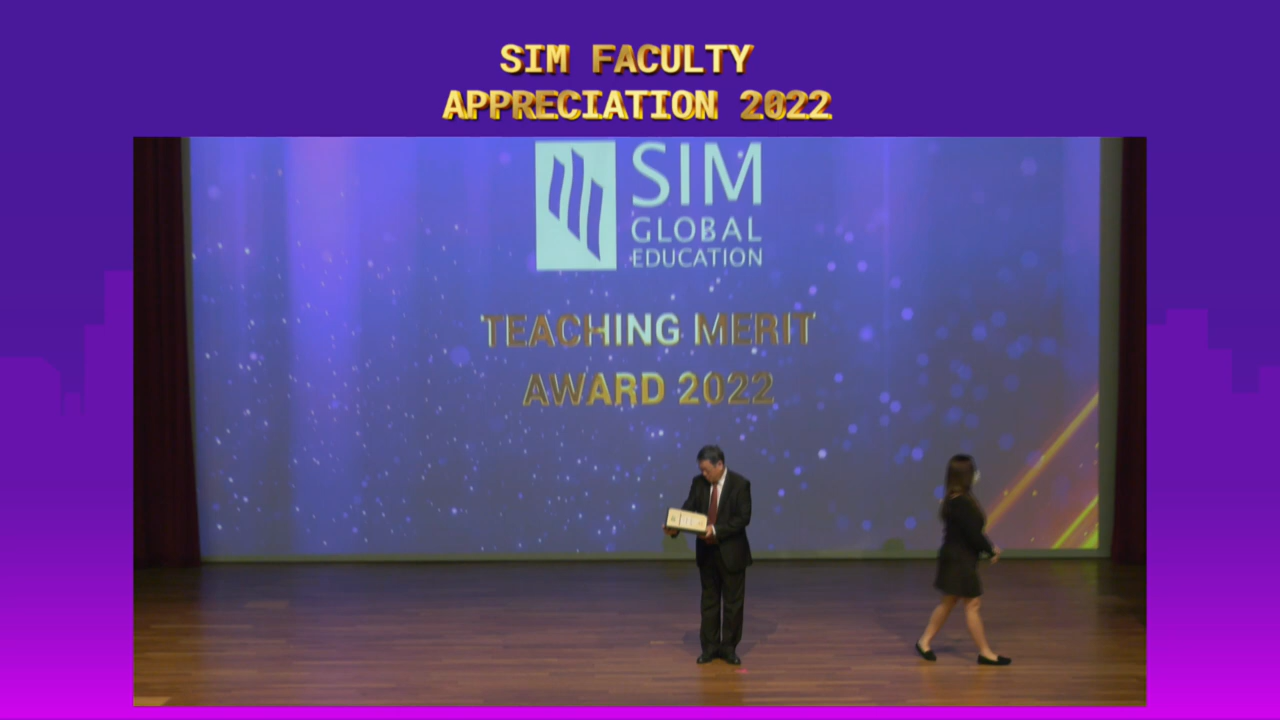 SIM FACULTY
APPRECIATION 2022
SIM
GLOBAL
EDUCATION
TEACHING MERIT
AWARD 2022